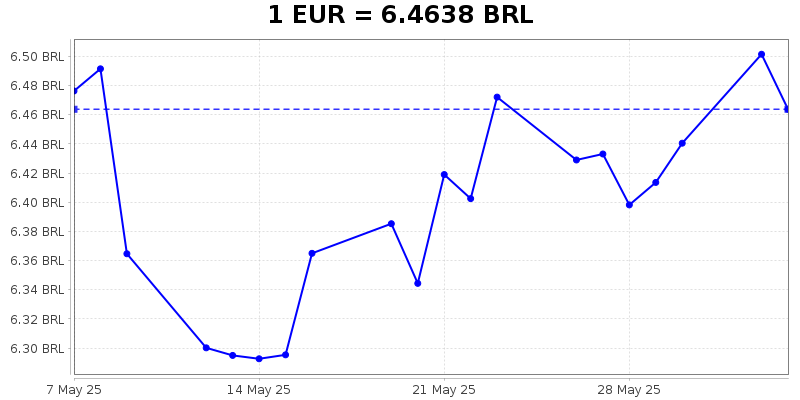 1 EUR = 6.4638 BRL
6.50 BRL
6.48 BRL
6.46 BRL
6.44 BRL
6.42 BRL
6.40 BRL
6.38 BRL
6.36 BRL
6.34 BRL
6.32 BRL
6.30 BRL
7 May 25 14 May 25 21 May 25 28 May 25